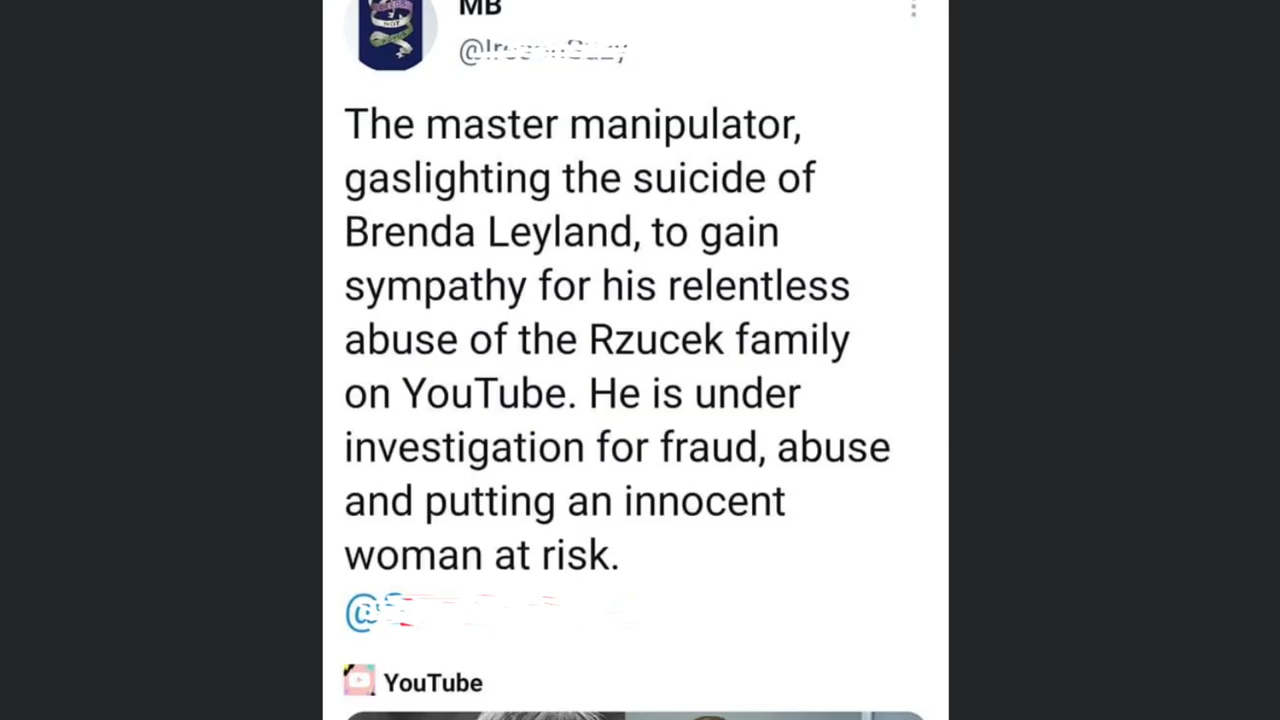 MB
The master manipulator,
gaslighting the suicide of
Brenda Leyland, to gain
sympathy for his relentless
abuse of the Rzucek family
on YouTube. He is under
investigation for fraud, abuse
and putting an innocent
woman at risk.
YouTube